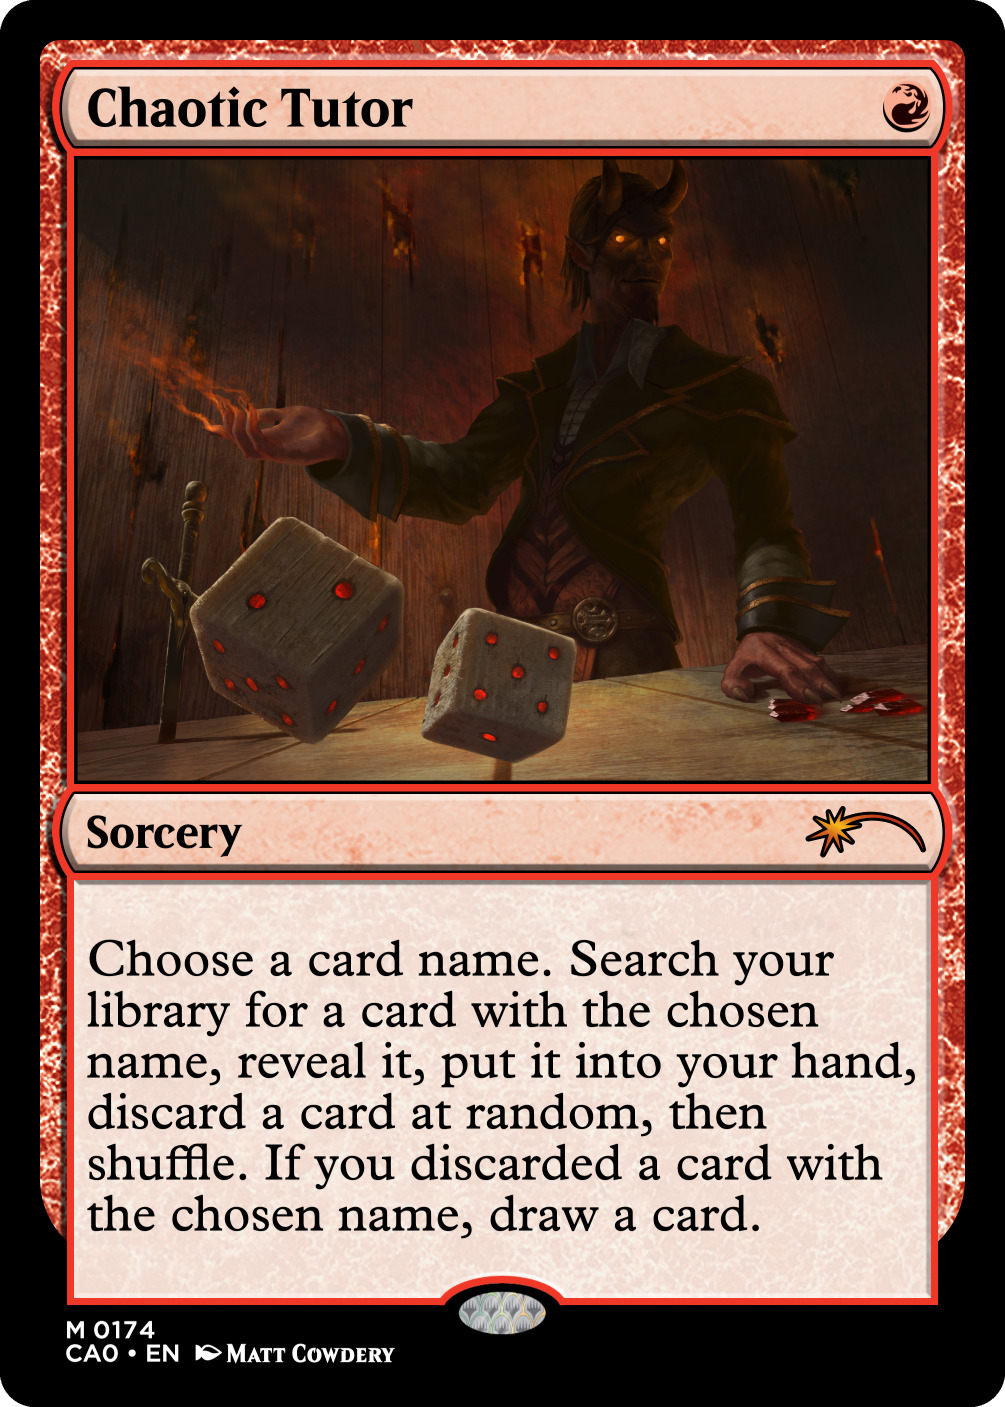 Chaotic Tutor
Sorcery
Choose a card name. Search your
library for a card with the chosen
name, reveal it, put it into your hand,
discard a card at random, then
shuffle. If you discarded a card with
the chosen name, draw a card.
M 0174
CAO • EN MATT COWDERY